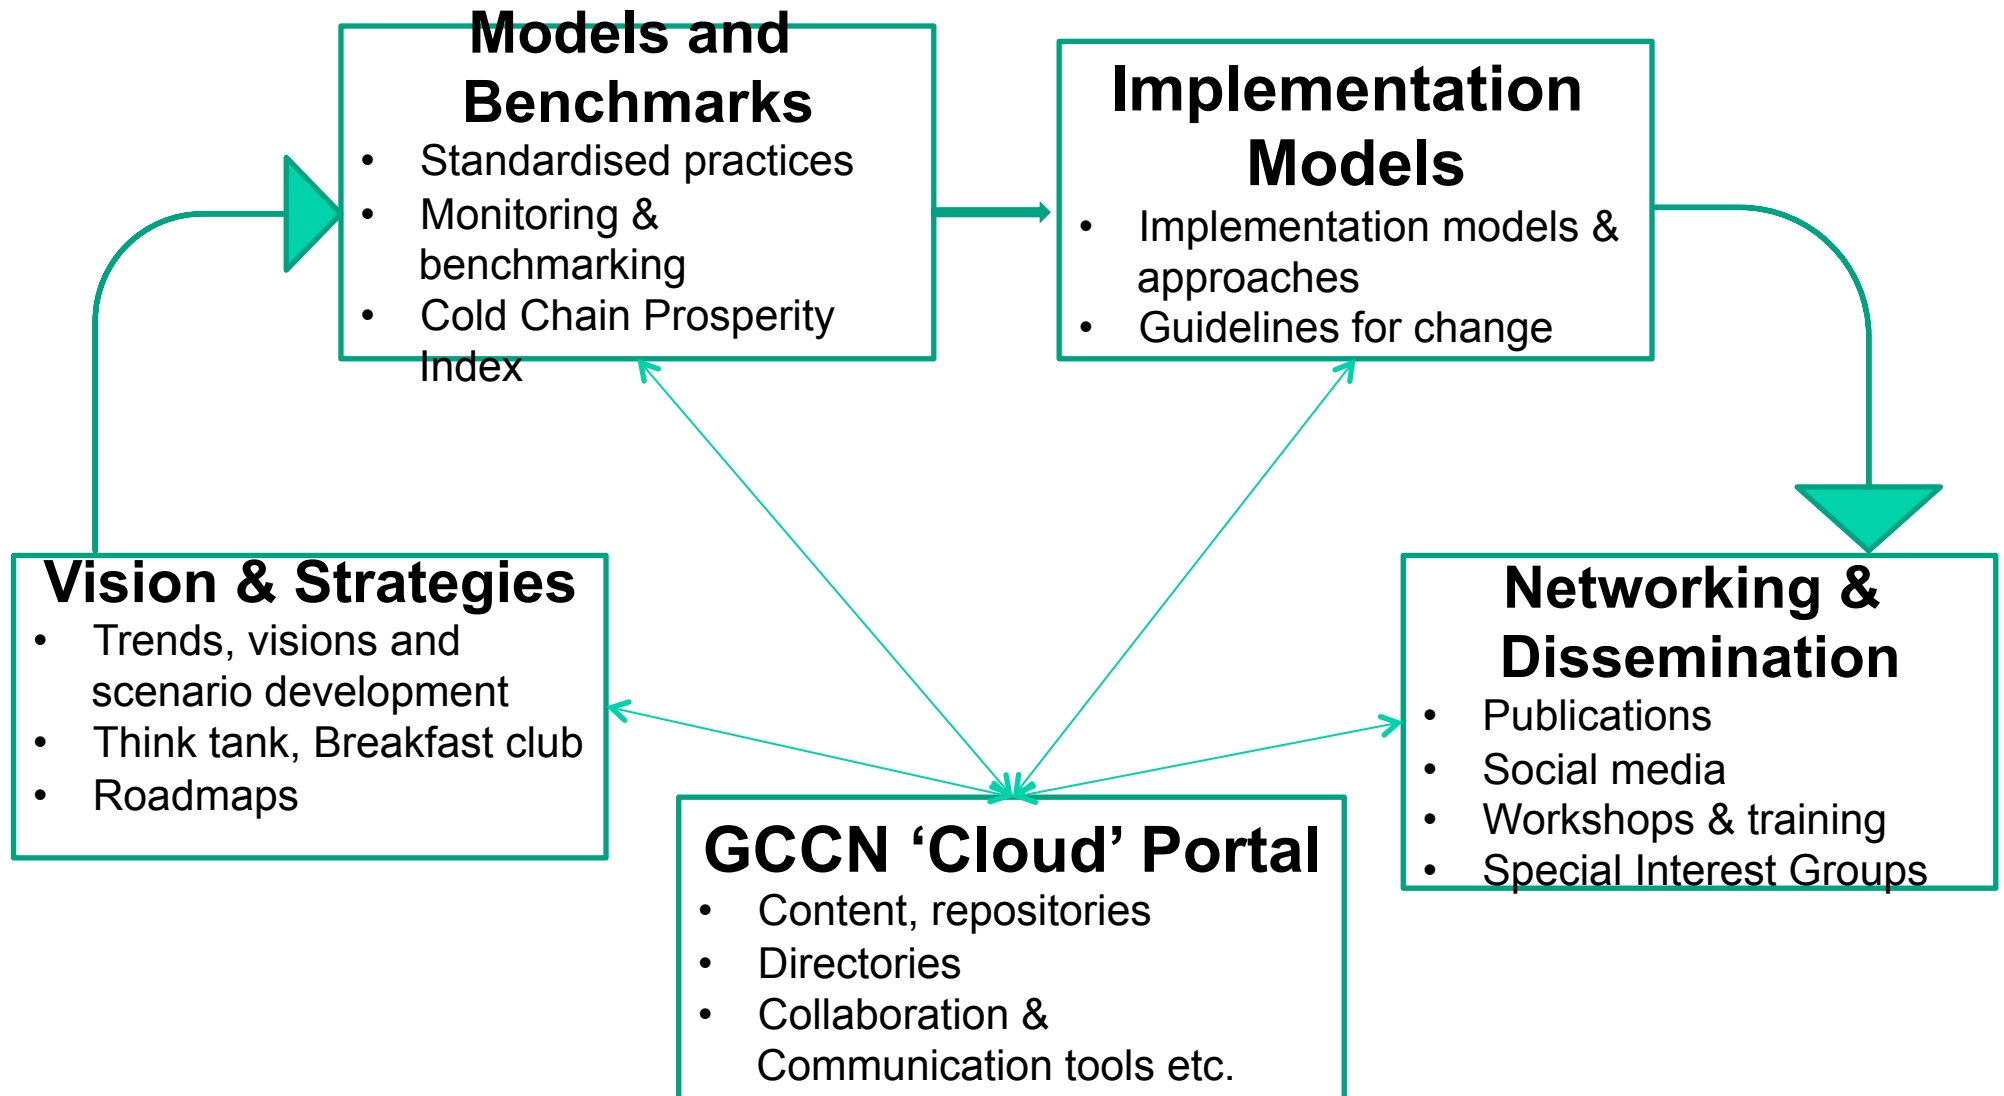 Models and
Benchmarks
• Standardised practices
• Monitoring &
benchmarking
• Cold Chain Prosperity
Index
Implementation
Models
• Implementation models &
approaches
• Guidelines for change
Vision & Strategies
• Trends, visions and
scenario development
• Think tank, Breakfast club
• Roadmaps
Networking &
Dissemination
• Publications
• Social media
• Workshops & training
• Special Interest Groups
GCCN ‘Cloud’ Portal
• Content, repositories
• Directories
• Collaboration &
Communication tools etc.